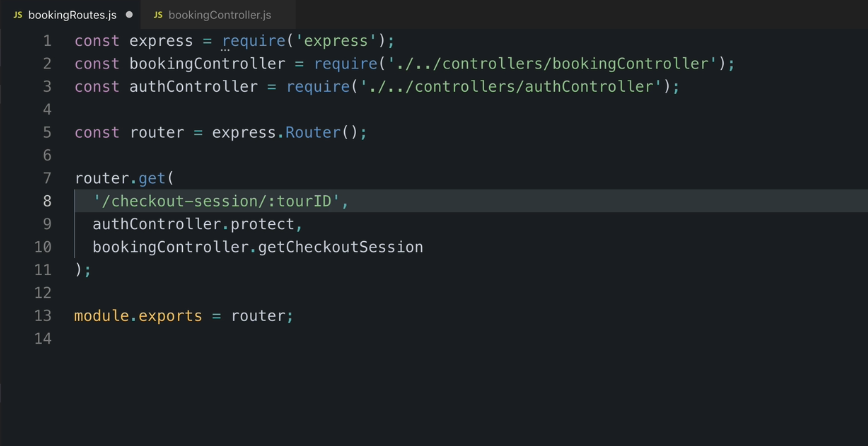 JS bookingRoutes.js ● JS bookingController.js
1 const express = require('express');
2 const bookingController = require('./../controllers/bookingController');
3 const authController = require('./../controllers/authController');
4
5 const router = express.Router();
6
7 router.get(
8 '/checkout-session/:tourID',
9 authController.protect,
10 bookingController.getCheckoutSession
11 );
12
13 module.exports = router;
14